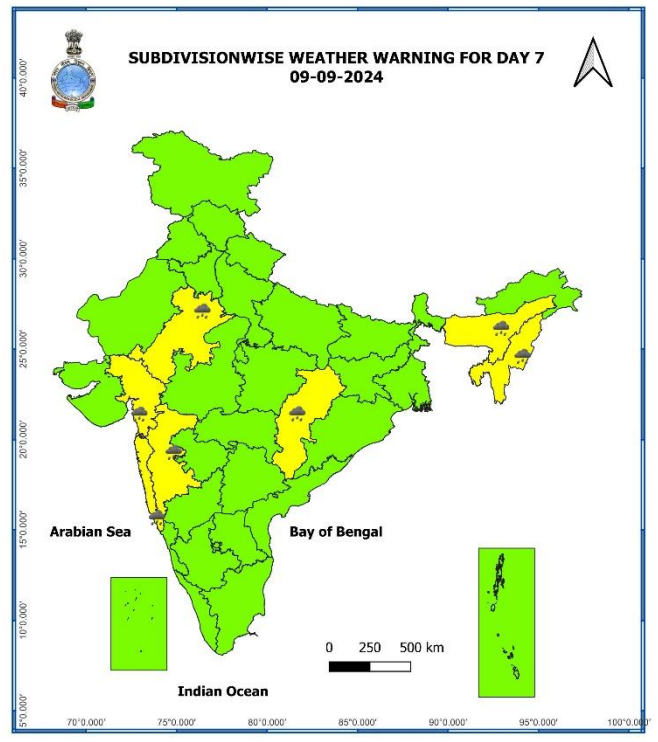 SUBDIVISIONWISE WEATHER WARNING FOR DAY 7
09-09-2024
40°0.000'
35°0.000'
30°0.000'
25°0.000'
20°0.000'
15°0.000'
10°0.000'
5°0.000'
Arabian Sea
Bay of Bengal
0 250 500 km
Indian Ocean
70°0.000' 75°0.000' 80°0.000' 85°0.000' 90°0.000' 95°0.000' 100°0.000'